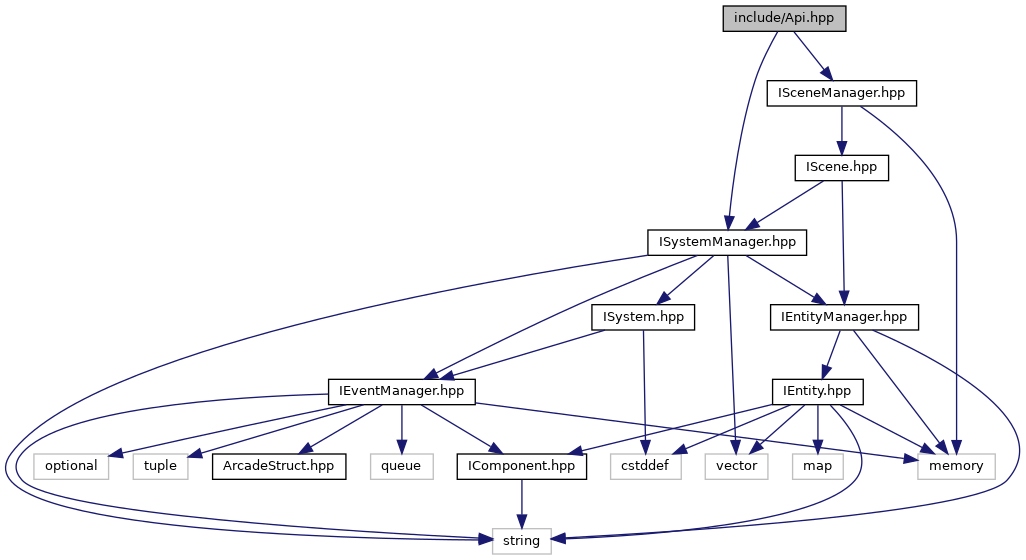 include/Api.hpp
ISceneManager.hpp
IScene.hpp
ISystemManager.hpp
ISystem.hpp
IEntityManager.hpp
IEventManager.hpp
IEntity.hpp
optional
tuple
ArcadeStruct.hpp
queue
IComponent.hpp
cstddef
vector
map
memory
string